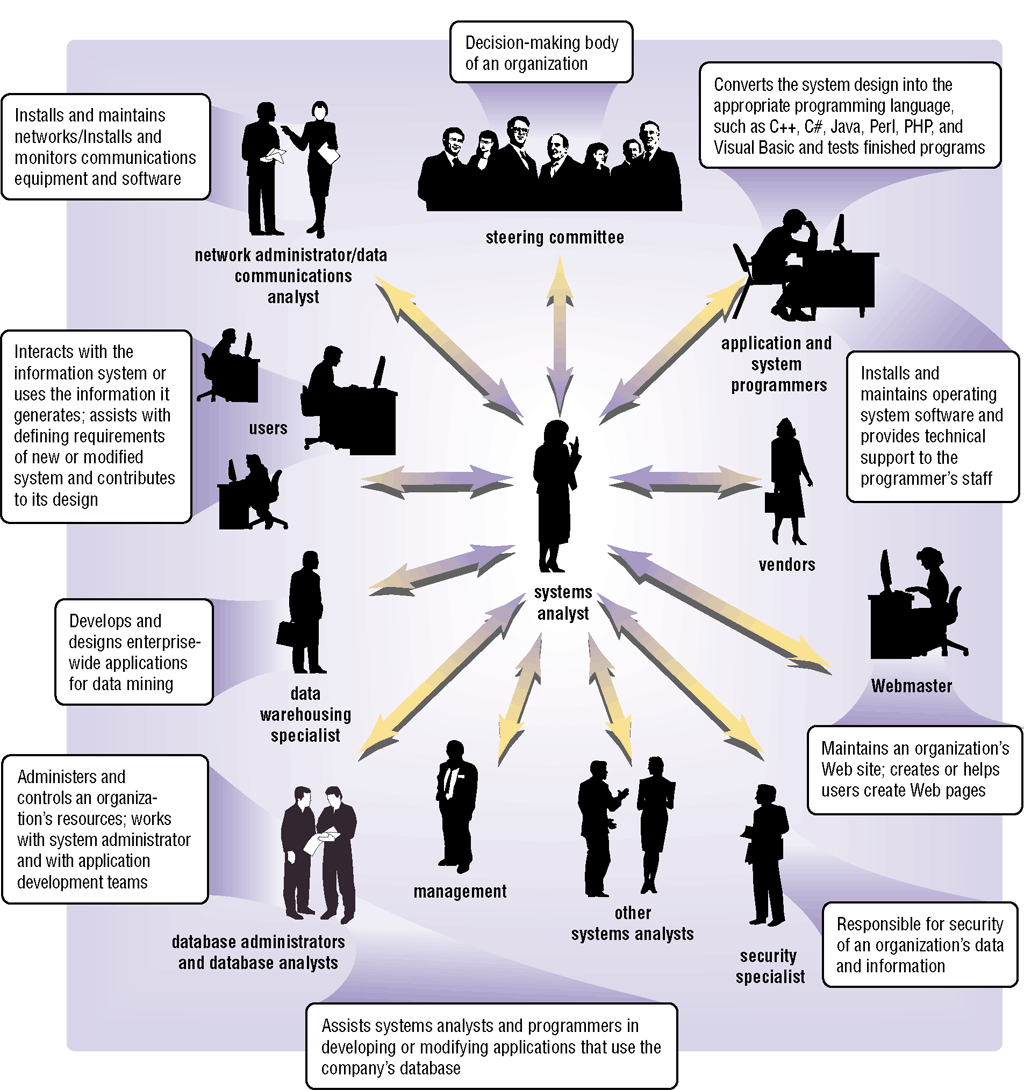 Decision-making body
of an organization
Converts the system design into the
appropriate programming language,
such as C++, C#, Java, Perl, PHP, and
Visual Basic and tests finished programs
Installs and maintains
networks/Installs and
monitors communications
equipment and software
steering committee
network administrator/data
communications
analyst
application and
system
programmers
Interacts with the
information system or
uses the information it
generates; assists with
defining requirements
of new or modified
system and contributes
to its design
users
Installs and
maintains operating
system software and
provides technical
support to the
programmer’s staff
vendors
systems
analyst
Develops and
designs enterprise-
wide applications
for data mining
data
warehousing
specialist
Webmaster
Maintains an organization’s
Web site; creates or helps
users create Web pages
Administers and
controls an organiza-
tion’s resources; works
with system administrator
and with application
development teams
management
database administrators
and database analysts
other
systems analysts
security
specialist
Responsible for security
of an organization’s data
and information
Assists systems analysts and programmers in
developing or modifying applications that use the
company’s database